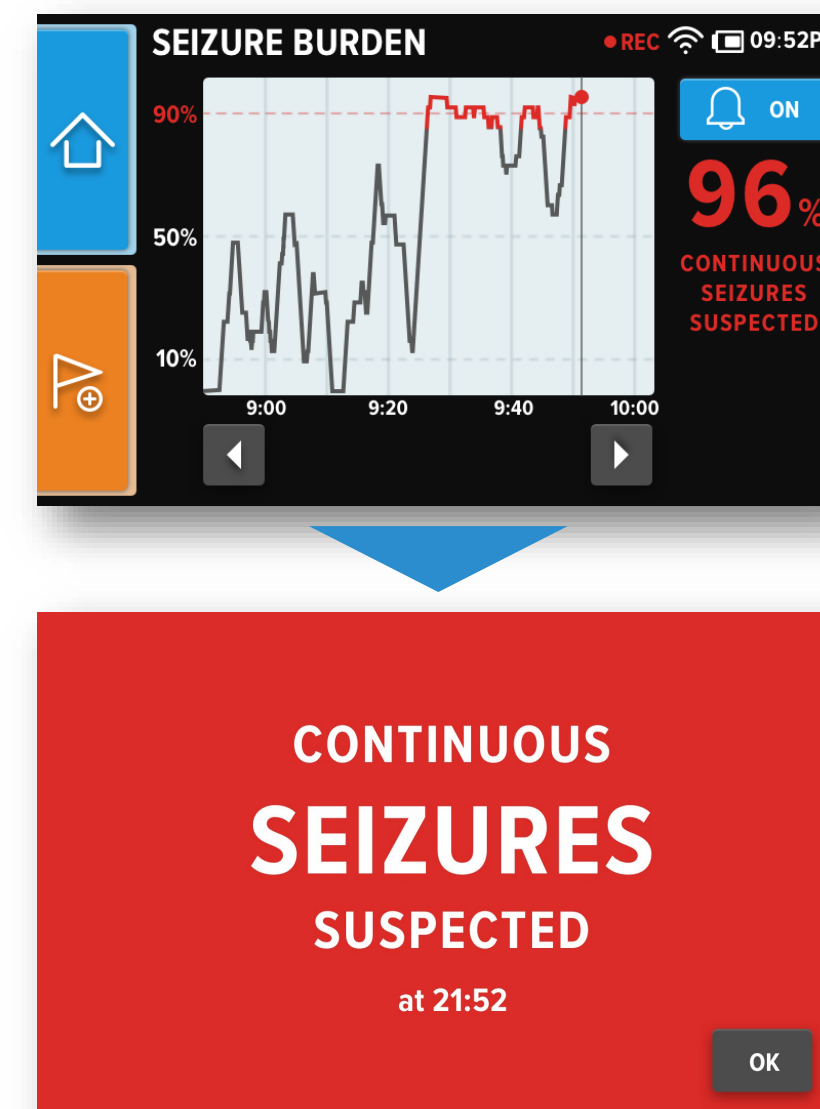 SEIZURE BURDEN
REC 09:52P
90%
50%
10%
9:00 9:20 9:40 10:00
ON
96%
CONTINUOUS
SEIZURES
SUSPECTED
CONTINUOUS
SEIZURES
SUSPECTED
at 21:52
OK